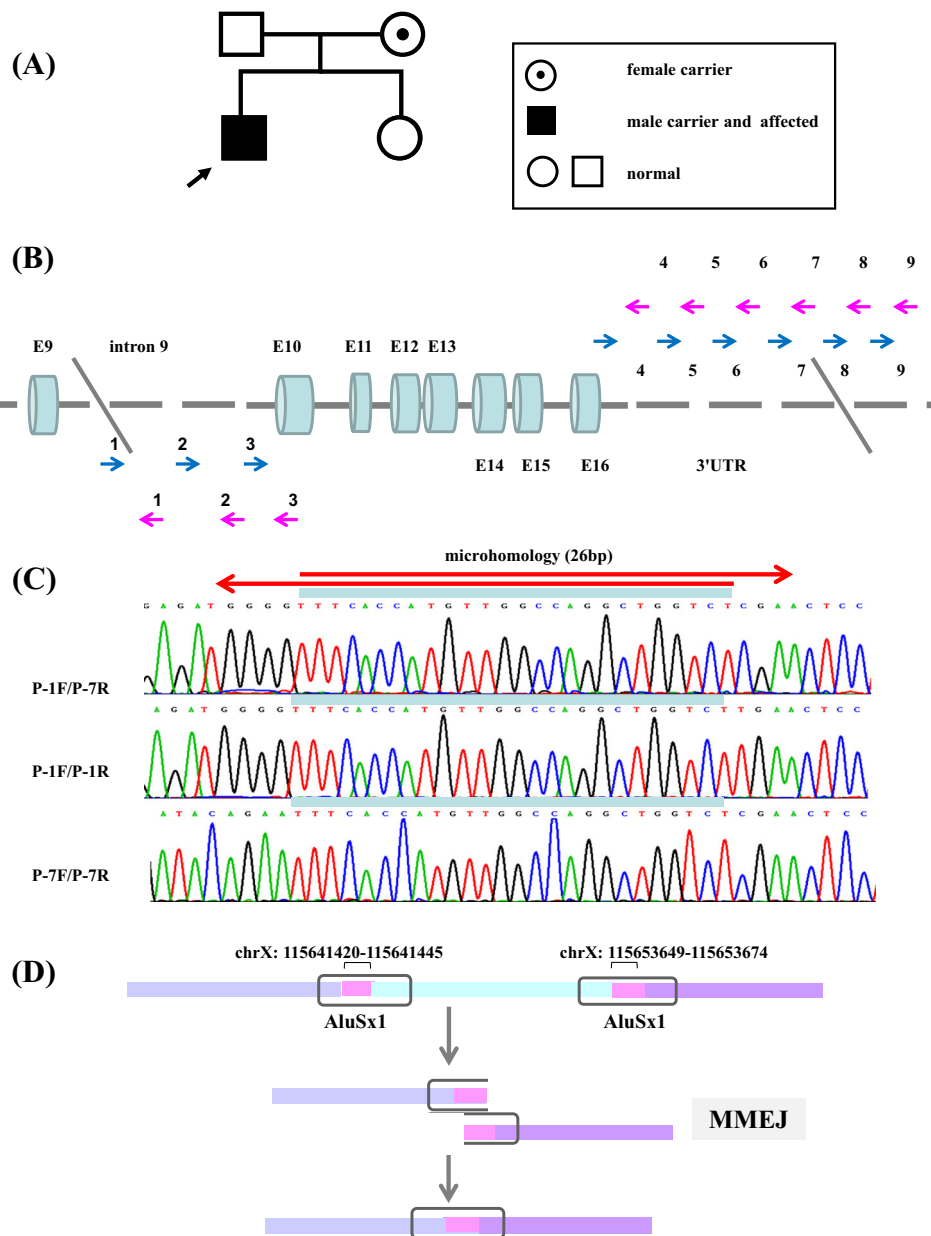 (A)
female carrier
male carrier and affected
normal
(B)
4 5 6 7 8 9
E9 intron 9 E10 E11 E12 E13
4 5 6 7 8 9
1 2 3
E14 E15 E16 3'UTR
1 2 3
(C)
microhomology (26bp)
G A G A T G G G G T T T C A C C A T G T T G G C C A G G C T G G T C T C G A A C T C C
P-1F/P-7R
A G A T G G G G T T T C A C C A T G T T G G C C A G G C T G G T C T T G A A C T C C
P-1F/P-1R
A T A C A G A A T T T C A C C A T G T T G G C C A G G C T G G T C T C G A A C T C C
P-7F/P-7R
(D)
chrX: 115641420-115641445 chrX: 115653649-115653674
AluSx1 AluSx1
MMEJ